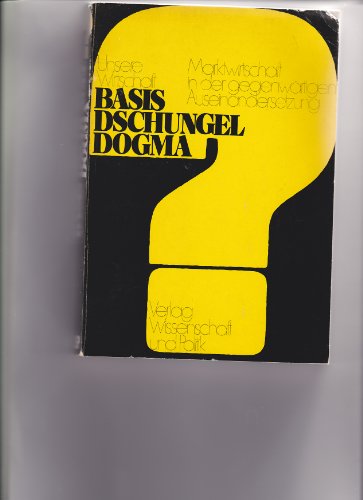 Unsere
Wirtschaft
BASIS
DSCHUNGEL
DOGMA
Marktwirtschaft
in der gegenwärtigen
Auseinandersetzung
Verlag
Wissenschaft
und Politik